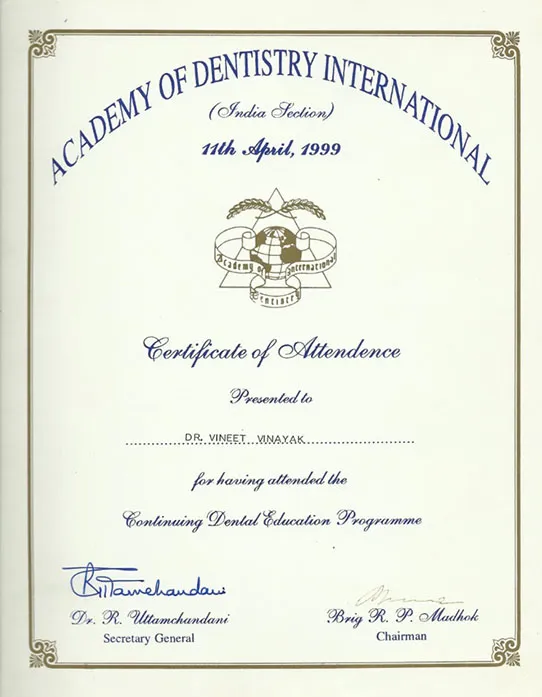 ACADEMY OF DENTISTRY INTERNATIONAL
(India Section)
11th April, 1999
Academy of International
Dentistry
Certificate of Attendence
Presented to
DR. VINEET VINAYAK
for having attended the
Continuing Dental Education Programme
Dr. R. Uttamchandani
Secretary General
Brig R. P. Madhok
Chairman